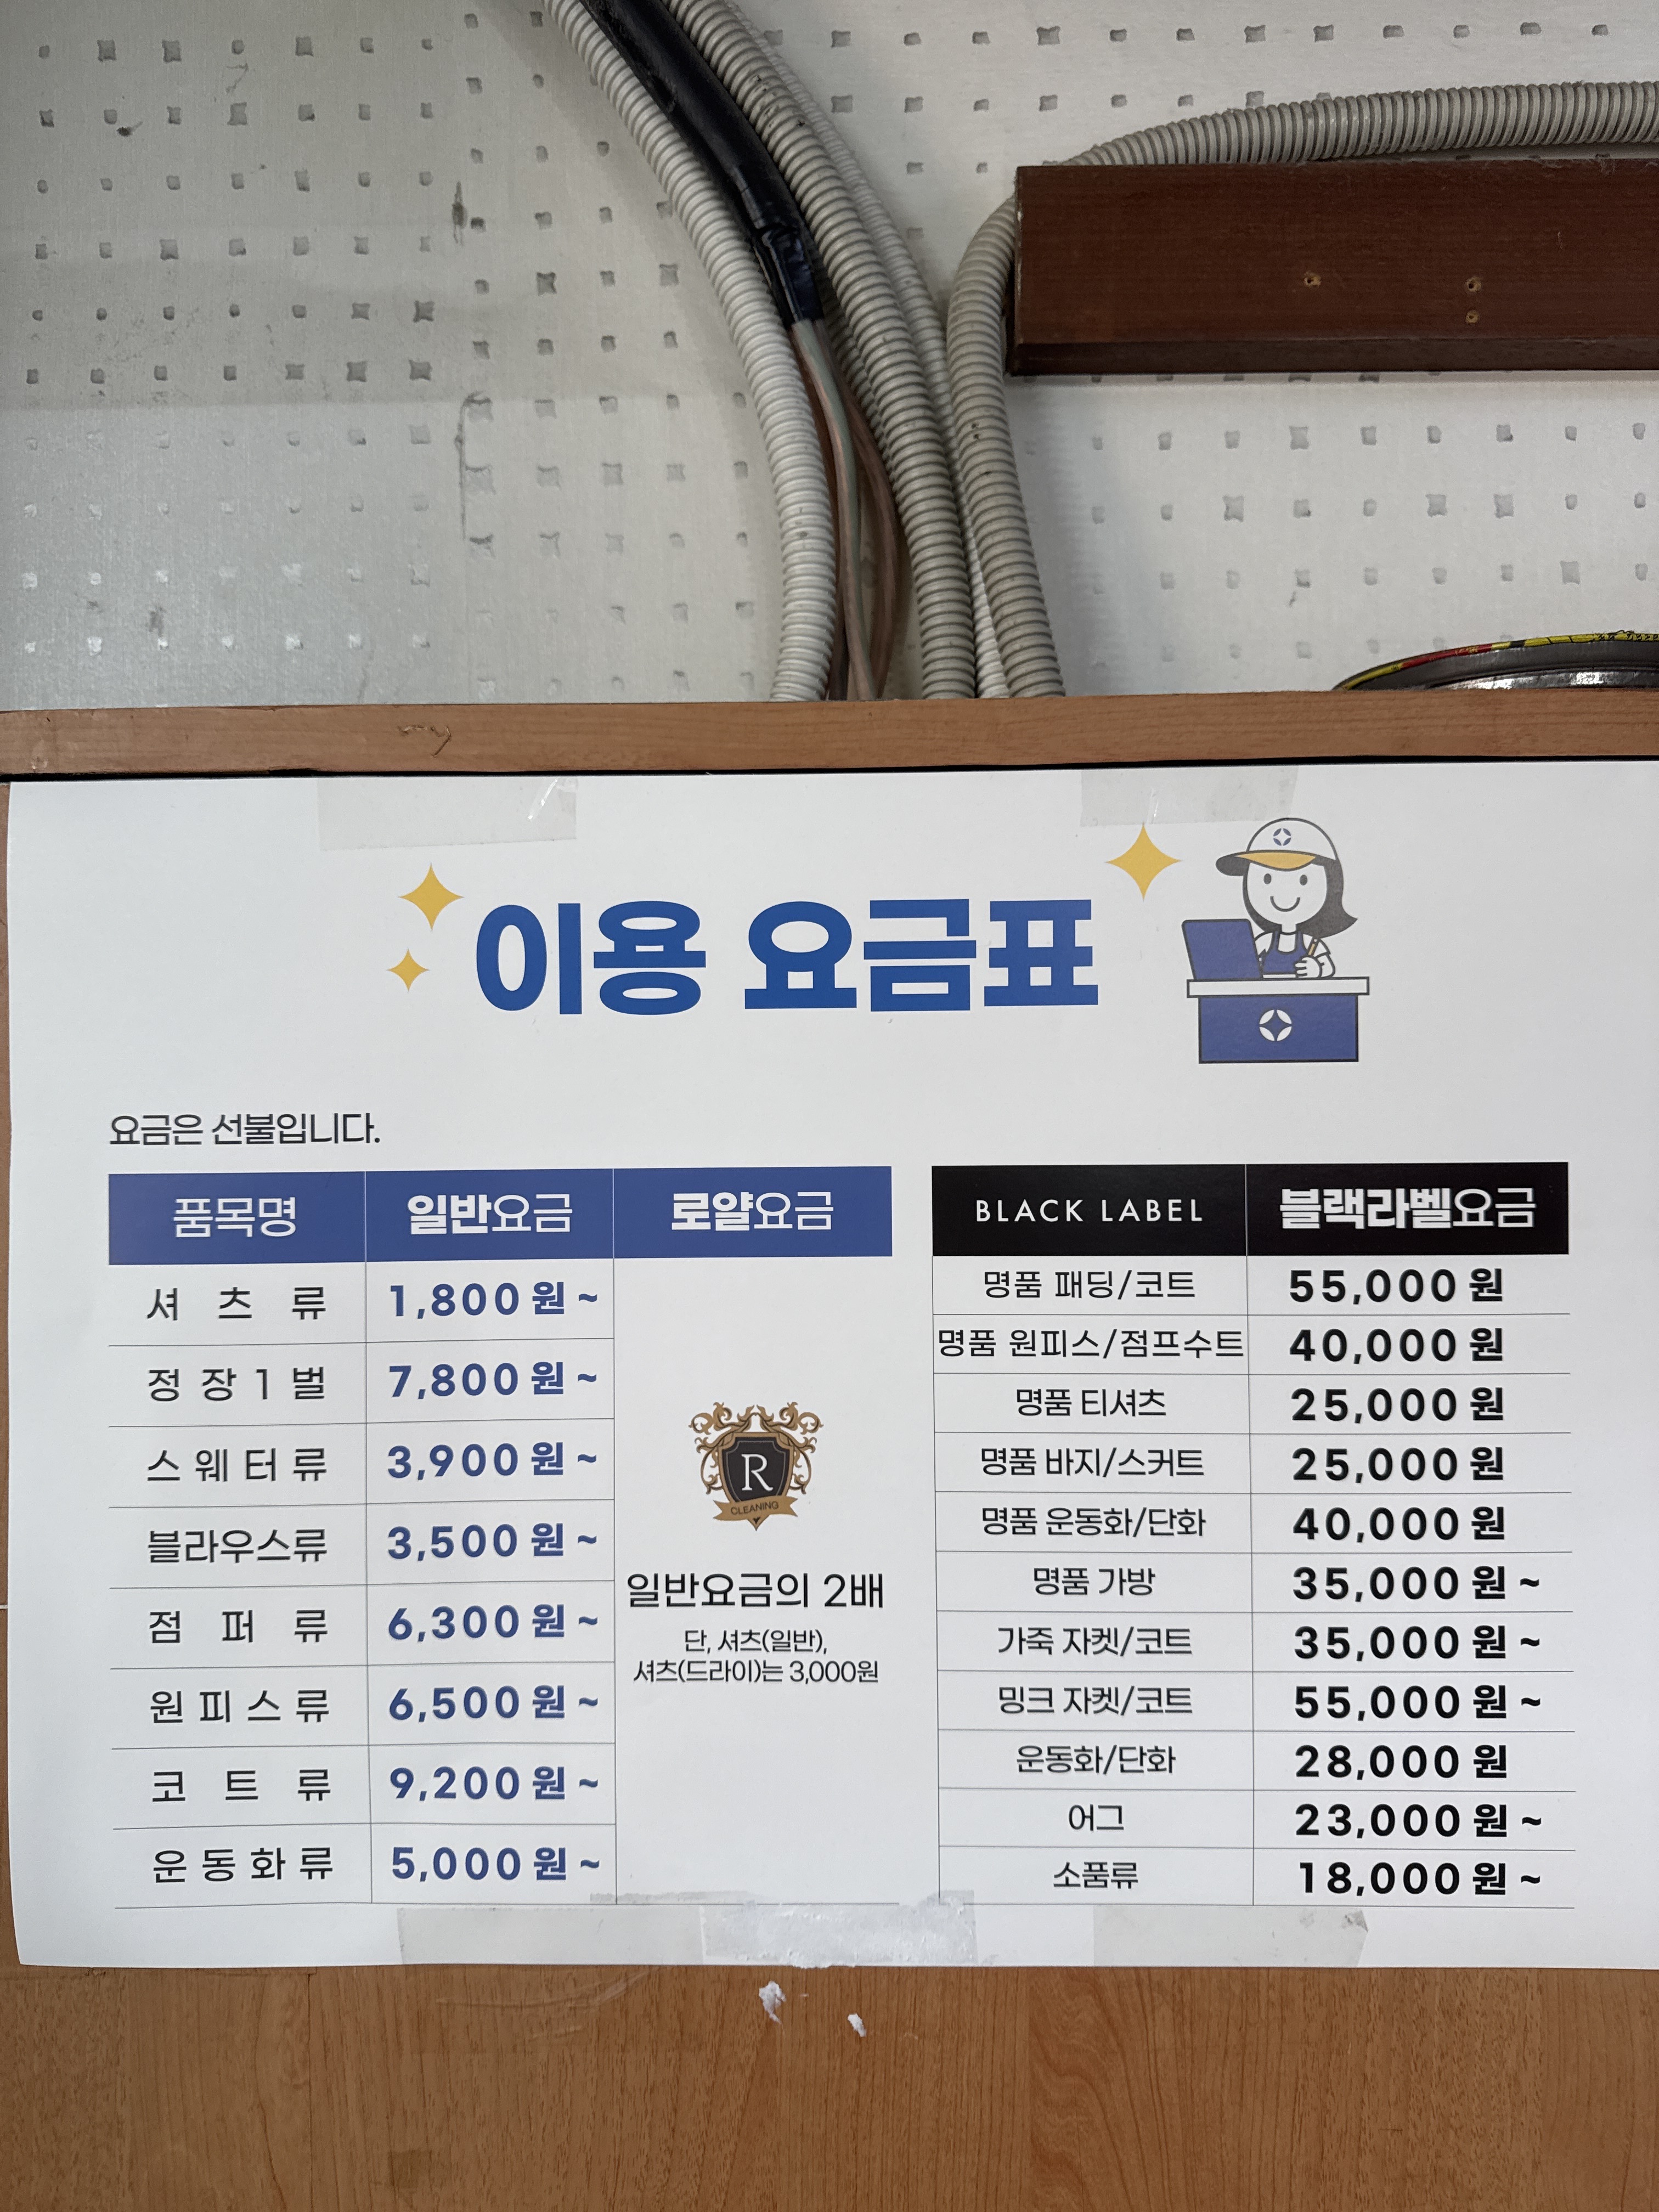 이용 요금표
요금은 선불입니다.
품목명 일반요금 로얄요금
셔츠류 1,800원~
정장1벌 7,800원~
스웨터류 3,900원~
블라우스류 3,500원~
점퍼류 6,300원~
원피스류 6,500원~
코트류 9,200원~
운동화류 5,000원~
R
CLEANING
일반요금의 2배
단, 셔츠(일반),
셔츠(드라이)는 3,000원
BLACK LABEL 블랙라벨요금
명품 패딩/코트 55,000원
명품 원피스/점프수트 40,000원
명품 티셔츠 25,000원
명품 바지/스커트 25,000원
명품 운동화/단화 40,000원
명품 가방 35,000원~
가죽 자켓/코트 35,000원~
밍크 자켓/코트 55,000원~
운동화/단화 28,000원
어그 23,000원~
소품류 18,000원~